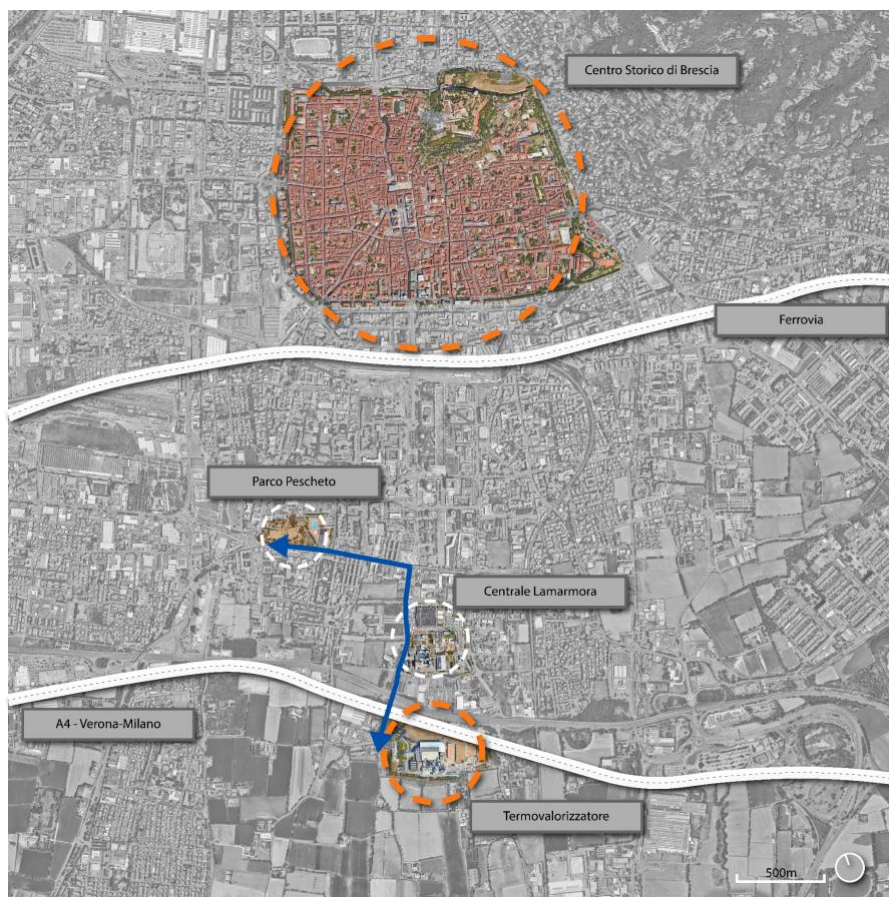 Centro Storico di Brescia
Ferrovia
Parco Pescheto
Centrale Lamarmora
A4 - Verona-Milano
Termovalorizzatore
500m